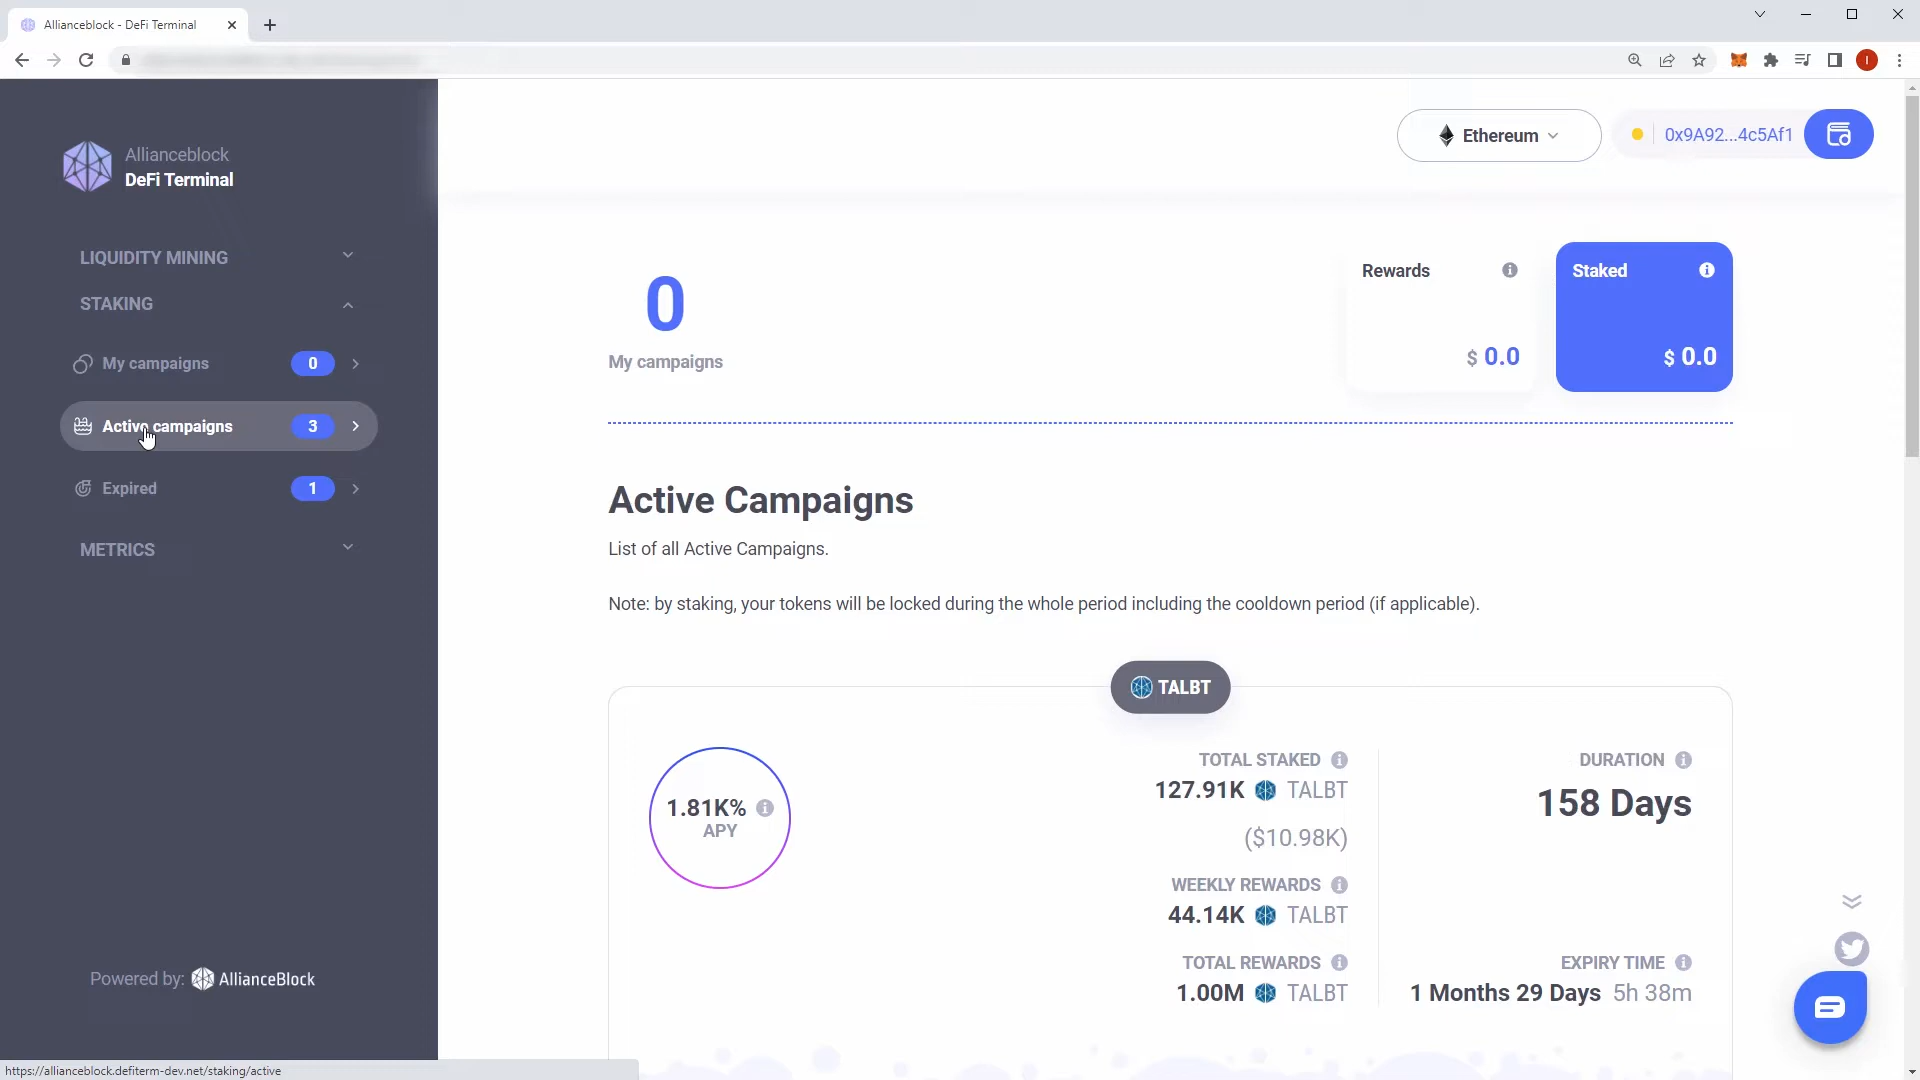 Allianceblock - DeFi Terminal
I
Allianceblock
DeFi Terminal
LIQUIDITY MINING
STAKING
My campaigns 0
Active campaigns 3
Expired 1
METRICS
Powered by: AllianceBlock
https://allianceblock.defiterm-dev.net/staking/active
Ethereum
0x9A92...4c5Af1
0
My campaigns
Rewards
$ 0.0
Staked
$ 0.0
Active Campaigns
List of all Active Campaigns.
Note: by staking, your tokens will be locked during the whole period including the cooldown period (if applicable).
TALBT
1.81K%
APY
TOTAL STAKED
127.91K TALBT
($10.98K)
WEEKLY REWARDS
44.14K TALBT
TOTAL REWARDS
1.00M TALBT
DURATION
158 Days
EXPIRY TIME
1 Months 29 Days 5h 38m